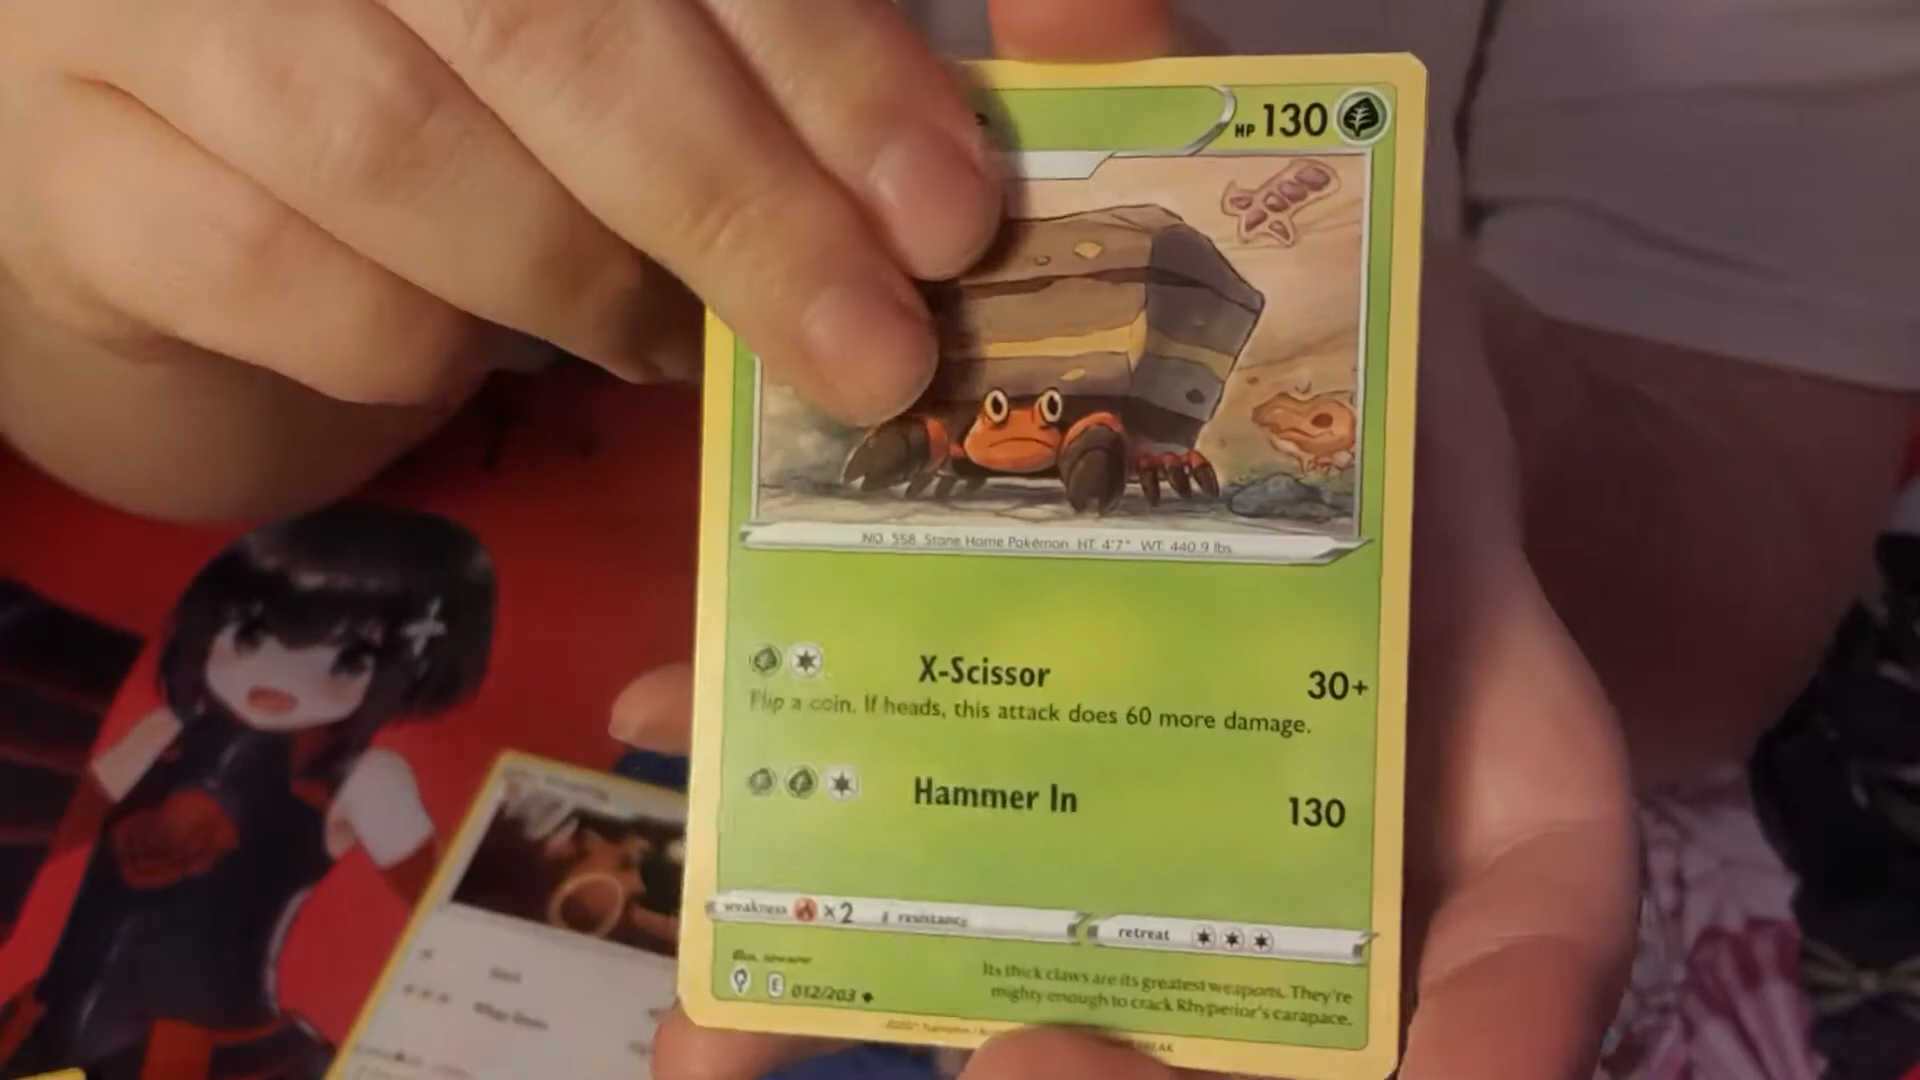 HP 130
NO. 558 Stone Home Pokémon HT. 4'7" WT. 440.9 lbs.
X-Scissor 30+
Flip a coin. If heads, this attack does 60 more damage.
Hammer In 130
weakness ×2 resistance retreat
Illus.
E 012/203
Its thick claws are its greatest weapons. They're
mighty enough to crack Rhyperior's carapace.